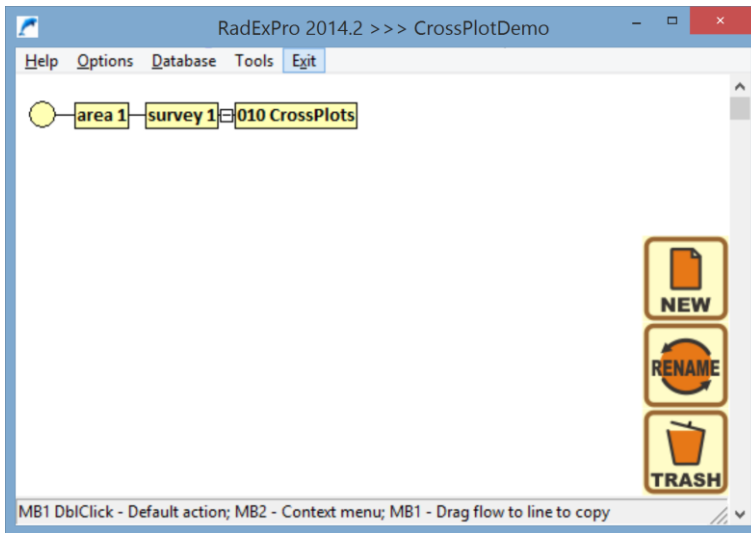 RadExPro 2014.2 >>> CrossPlotDemo
Help Options Database Tools Exit
area 1 survey 1 010 CrossPlots
NEW
RENAME
TRASH
MB1 DblClick - Default action; MB2 - Context menu; MB1 - Drag flow to line to copy